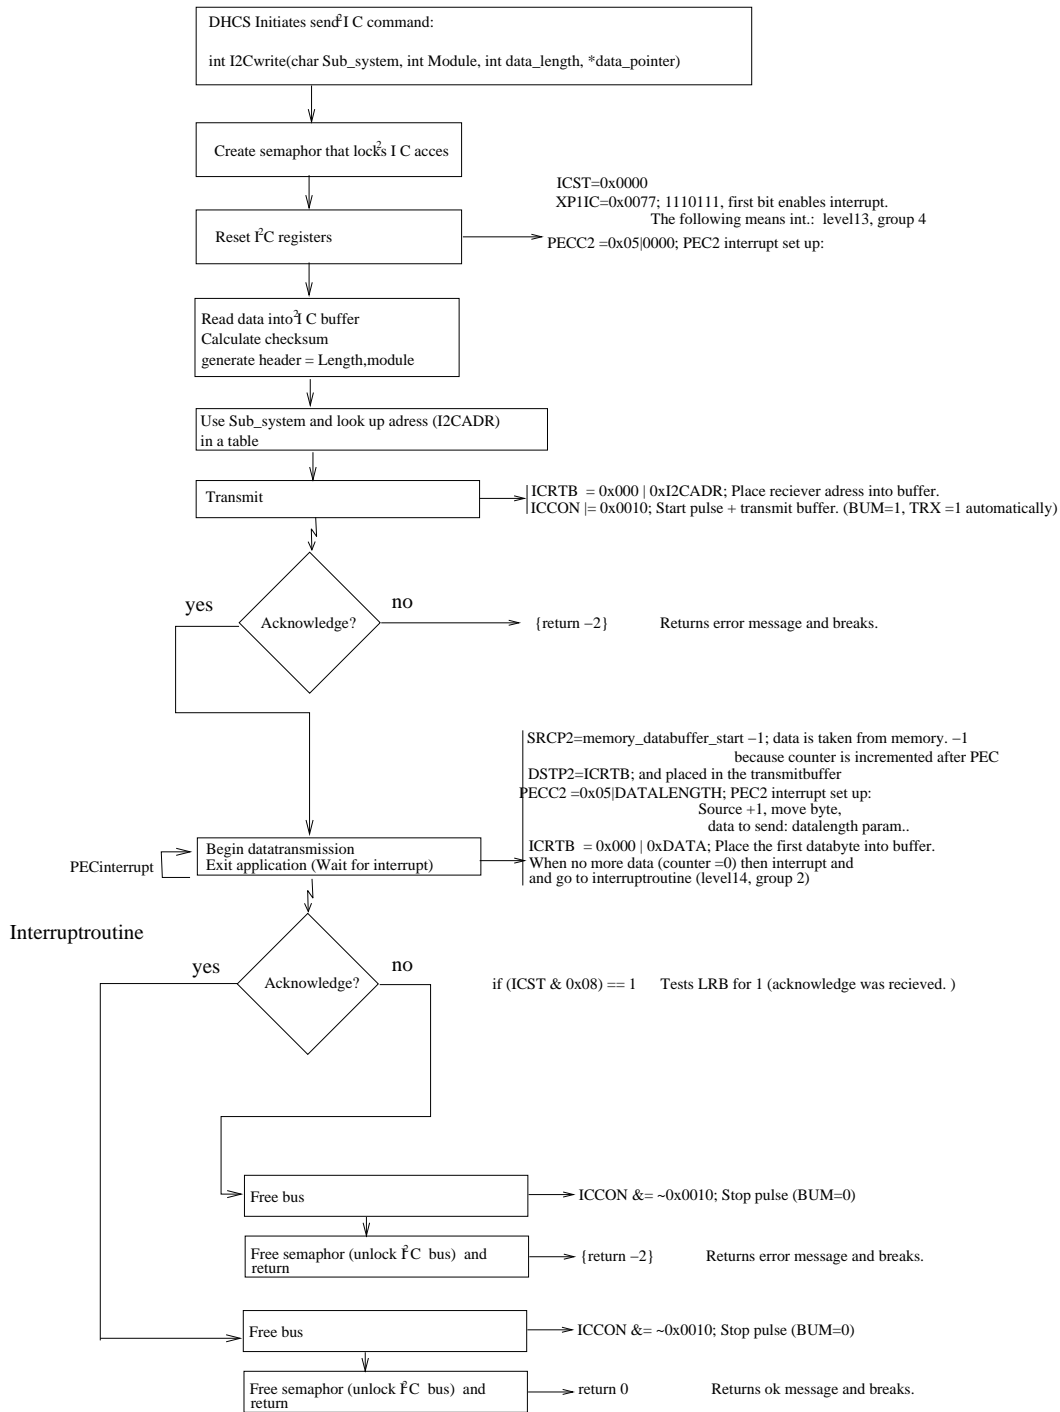 DHCS Initiates send I²C command:
int I2Cwrite(char Sub_system, int Module, int data_length, *data_pointer)
Create semaphor that locks I²C acces
ICST=0x0000
XP1IC=0x0077; 1110111, first bit enables interrupt.
The following means int.: level13, group 4
Reset I²C registers
PECC2 =0x05|0000; PEC2 interrupt set up:
Read data into I²C buffer
Calculate checksum
generate header = Length,module
Use Sub_system and look up adress (I2CADR)
in a table
Transmit
ICRTB = 0x000 | 0xI2CADR; Place reciever adress into buffer.
ICCON |= 0x0010; Start pulse + transmit buffer. (BUM=1, TRX =1 automatically)
yes
no
Acknowledge?
{return −2} Returns error message and breaks.
SRCP2=memory_databuffer_start −1; data is taken from memory. −1
because counter is incremented after PEC
DSTP2=ICRTB; and placed in the transmitbuffer
PECC2 =0x05|DATALENGTH; PEC2 interrupt set up:
Source +1, move byte,
data to send: datalength param..
Begin datatransmission
Exit application (Wait for interrupt)
PECinterrupt
ICRTB = 0x000 | 0xDATA; Place the first databyte into buffer.
When no more data (counter =0) then interrupt and
and go to interruptroutine (level14, group 2)
Interruptroutine
yes
no
Acknowledge?
if (ICST & 0x08) == 1 Tests LRB for 1 (acknowledge was recieved. )
Free bus
ICCON &= ~0x0010; Stop pulse (BUM=0)
Free semaphor (unlock I²C bus) and
return
{return −2} Returns error message and breaks.
Free bus
ICCON &= ~0x0010; Stop pulse (BUM=0)
Free semaphor (unlock I²C bus) and
return
return 0 Returns ok message and breaks.